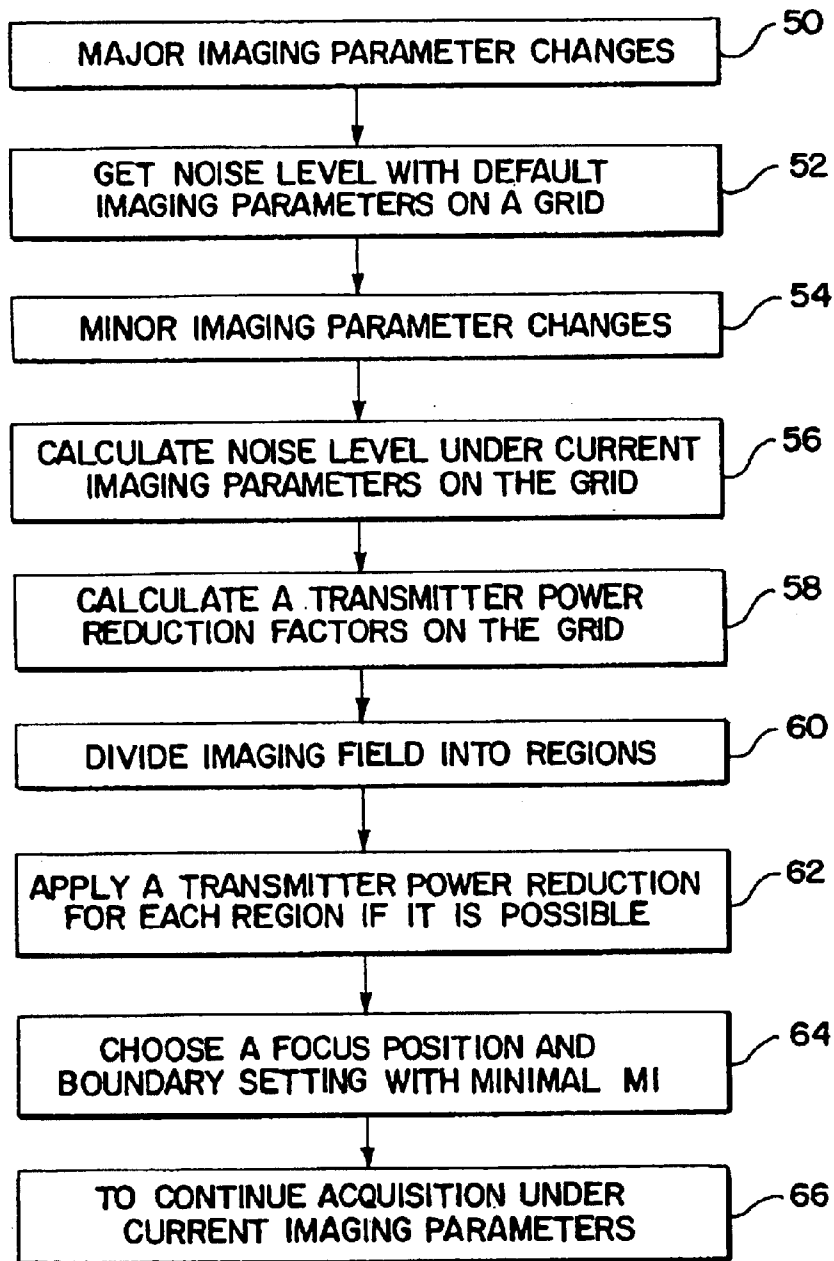 MAJOR IMAGING PARAMETER CHANGES
50
GET NOISE LEVEL WITH DEFAULT
IMAGING PARAMETERS ON A GRID
52
MINOR IMAGING PARAMETER CHANGES
54
CALCULATE NOISE LEVEL UNDER CURRENT
IMAGING PARAMETERS ON THE GRID
56
CALCULATE A TRANSMITTER POWER
REDUCTION FACTORS ON THE GRID
58
DIVIDE IMAGING FIELD INTO REGIONS
60
APPLY A TRANSMITTER POWER REDUCTION
FOR EACH REGION IF IT IS POSSIBLE
62
CHOOSE A FOCUS POSITION AND
BOUNDARY SETTING WITH MINIMAL MI
64
TO CONTINUE ACQUISITION UNDER
CURRENT IMAGING PARAMETERS
66